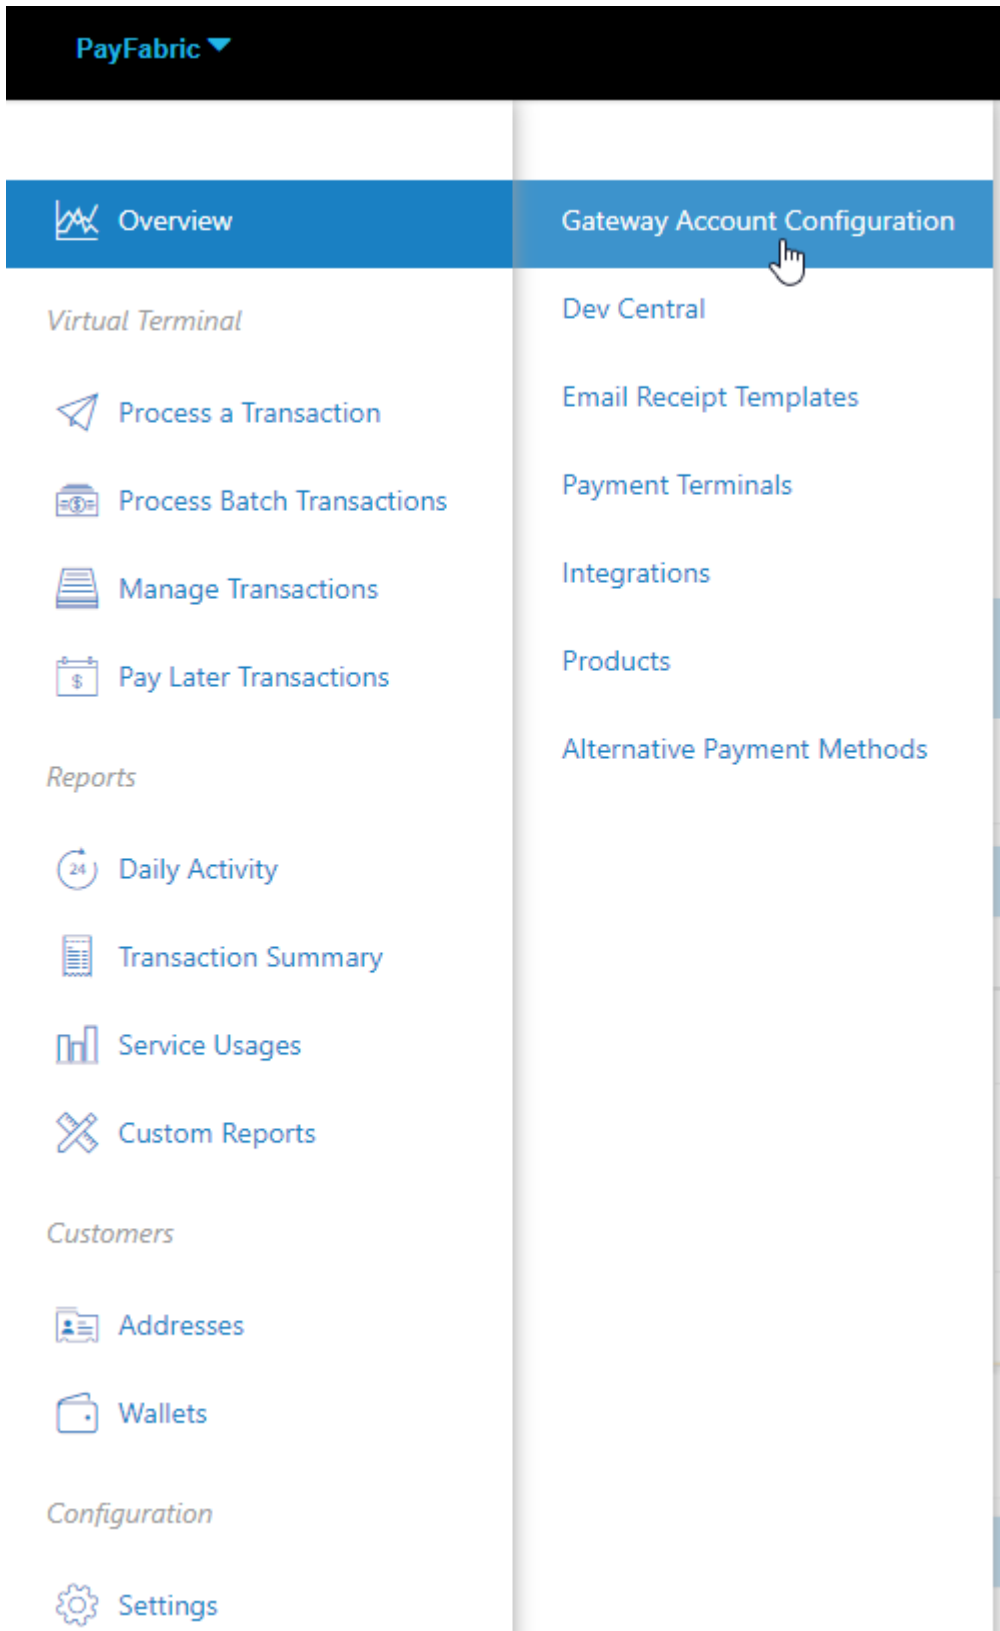 PayFabric
Overview
Virtual Terminal
Process a Transaction
Process Batch Transactions
Manage Transactions
$
Pay Later Transactions
Reports
24
Daily Activity
Transaction Summary
Service Usages
Custom Reports
Customers
Addresses
Wallets
Configuration
Settings
Gateway Account Configuration
Dev Central
Email Receipt Templates
Payment Terminals
Integrations
Products
Alternative Payment Methods